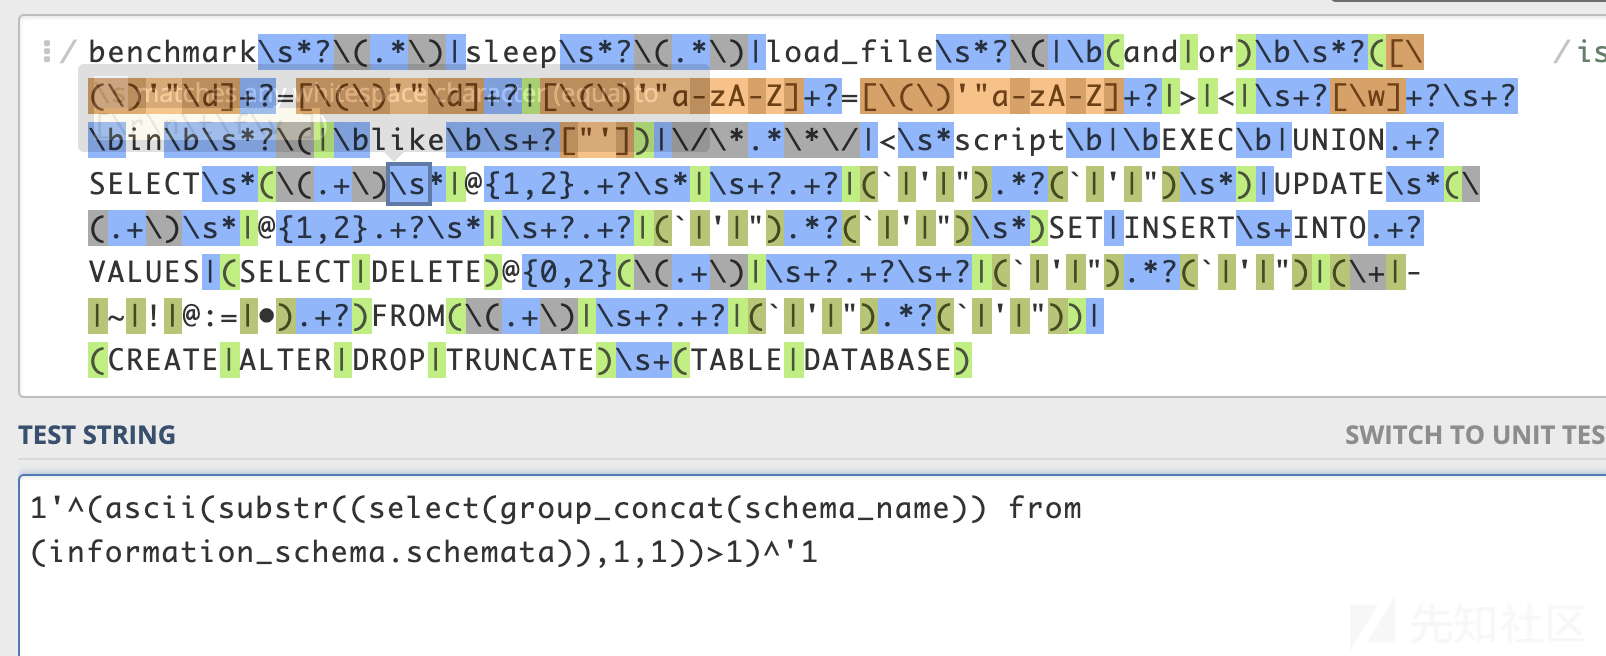 / benchmark\s*?\(.*\)|sleep\s*?\(.*\)|load_file\s*?\(|\b(and|or)\b\s*?([\ / is
(\)'"\d]+?=[\(\)'"\d]+?|[\(\)'"a-zA-Z]+?=[\(\)'"a-zA-Z]+?|>|<|\s+?[\w]+?\s+?
\bin\b\s*?\(|\blike\b\s+?["'])|\/\*.*\*\/|<\s*script\b|\bEXEC\b|UNION.+?
SELECT\s*(\(.+\)\s*|@{1,2}.+?\s*|\s+?.+?|(`|'|").*?(`|'|")\s*)|UPDATE\s*(\
(.+\)\s*|@{1,2}.+?\s*|\s+?.+?|(`|'|").*?(`|'|")\s*)SET|INSERT\s+INTO.+?
VALUES|(SELECT|DELETE)@{0,2}(\(.+\)|\s+?.+?\s+?|(`|'|").*?(`|'|")|(\+|-
|~|!|@:=|●).+?)FROM(\(.+\)|\s+?.+?|(`|'|").*?(`|'|"))|
(CREATE|ALTER|DROP|TRUNCATE)\s+(TABLE|DATABASE)
\s matches any whitespace character (equal to
[\r\n\t\f\v ])
TEST STRING SWITCH TO UNIT TES
1'^(ascii(substr((select(group_concat(schema_name)) from
(information_schema.schemata)),1,1))>1)^'1
先知社区